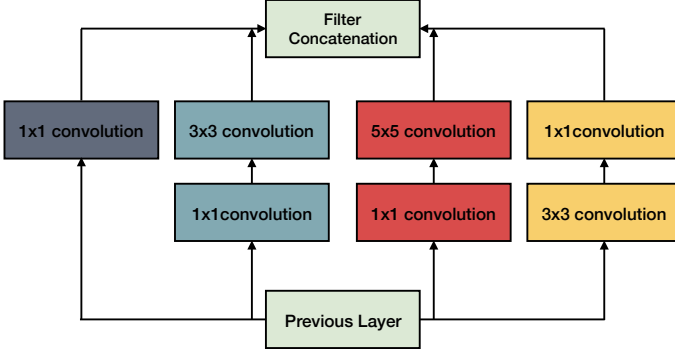 Filter
Concatenation
1x1 convolution
3x3 convolution
5x5 convolution
1x1convolution
1x1convolution
1x1 convolution
3x3 convolution
Previous Layer